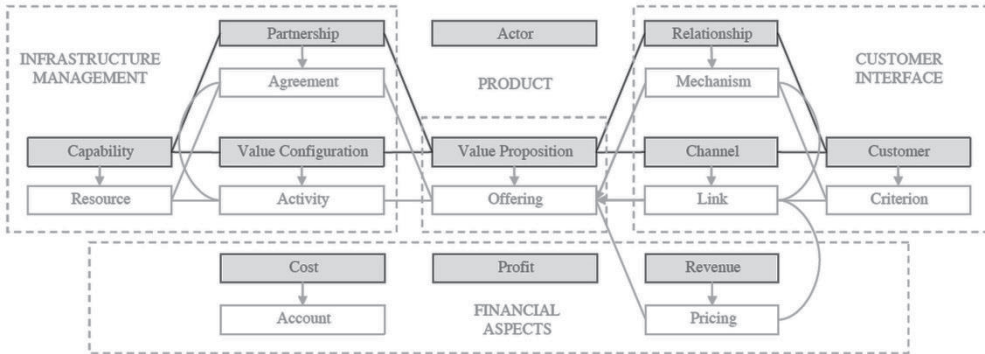 Partnership
Actor
Relationship
INFRASTRUCTURE
MANAGEMENT
CUSTOMER
INTERFACE
Agreement
PRODUCT
Mechanism
Capability
Value Configuration
Value Proposition
Channel
Customer
Resource
Activity
Offering
Link
Criterion
Cost
Profit
Revenue
Account
FINANCIAL
ASPECTS
Pricing